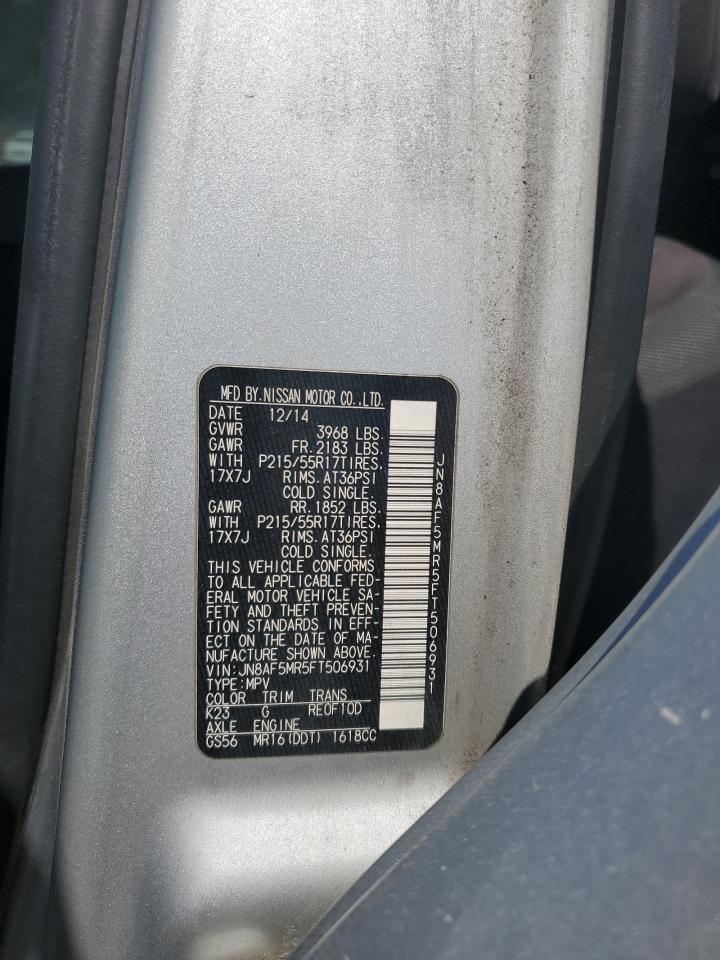 MFD BY.NISSAN MOTOR CO.,LTD.
DATE 12/14
GVWR 3968 LBS.
GAWR FR.2183 LBS.
WITH P215/55R17TIRES,
17X7J RIMS.AT36PSI
COLD SINGLE.
GAWR RR.1852 LBS.
WITH P215/55R17TIRES,
17X7J RIMS.AT36PSI
COLD SINGLE.
THIS VEHICLE CONFORMS
TO ALL APPLICABLE FED-
ERAL MOTOR VEHICLE SA-
FETY AND THEFT PREVEN-
TION STANDARDS IN EFF-
ECT ON THE DATE OF MA-
NUFACTURE SHOWN ABOVE.
VIN:JN8AF5MR5FT506931
TYPE:MPV
COLOR TRIM TRANS
K23 G RE0F10D
AXLE ENGINE
GS56 MR16(DDT) 1618CC
JN8AF5MR5FT506931